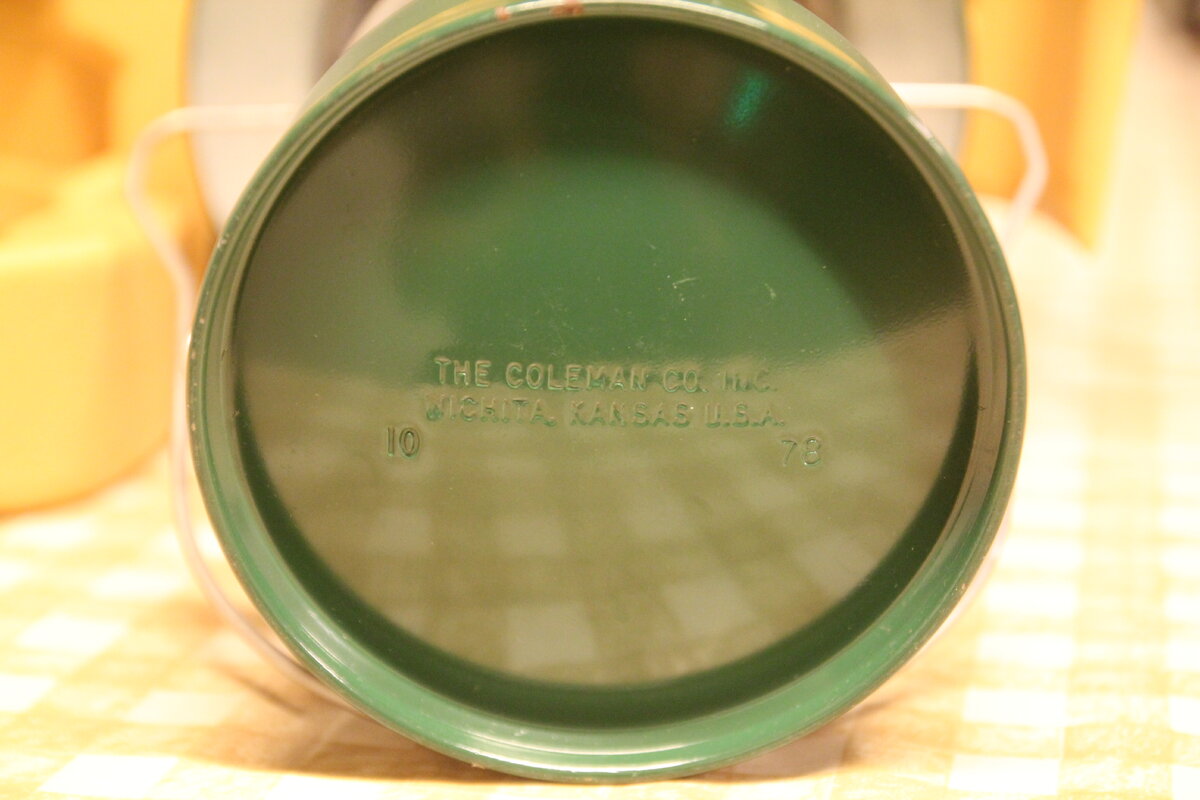 THE COLEMAN CO. INC.
WICHITA, KANSAS U.S.A.
10 78